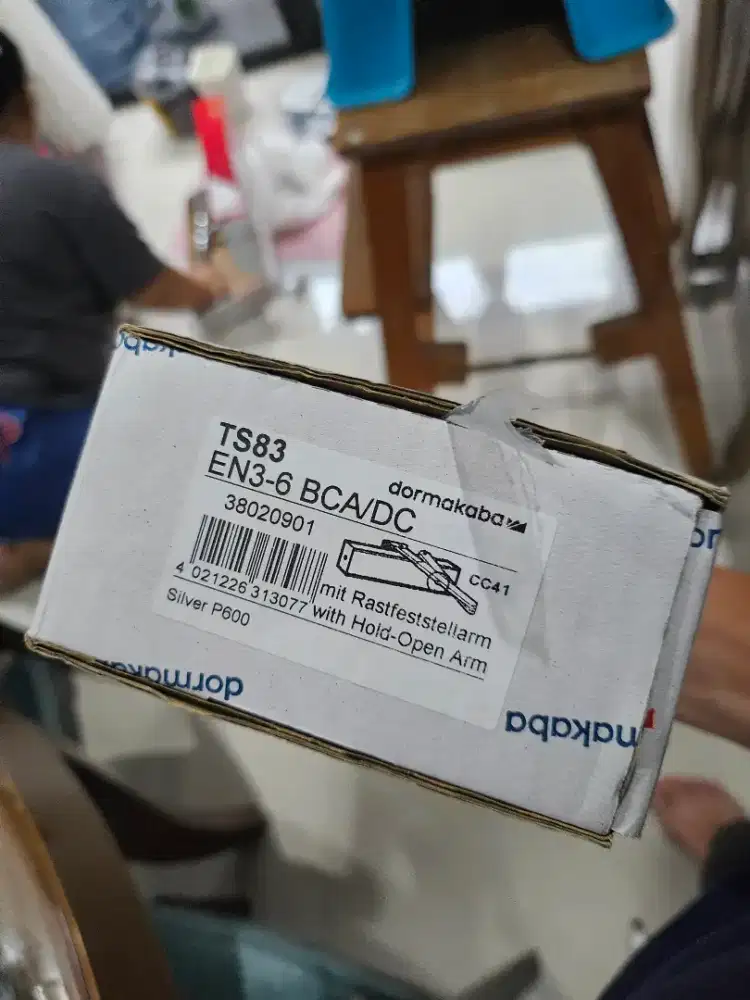 TS83
EN3-6 BCA/DC
dormakaba
38020901
CC41
4 021226 313077
mit Rastfeststellarm
with Hold-Open Arm
Silver P600
dormakaba
makaba